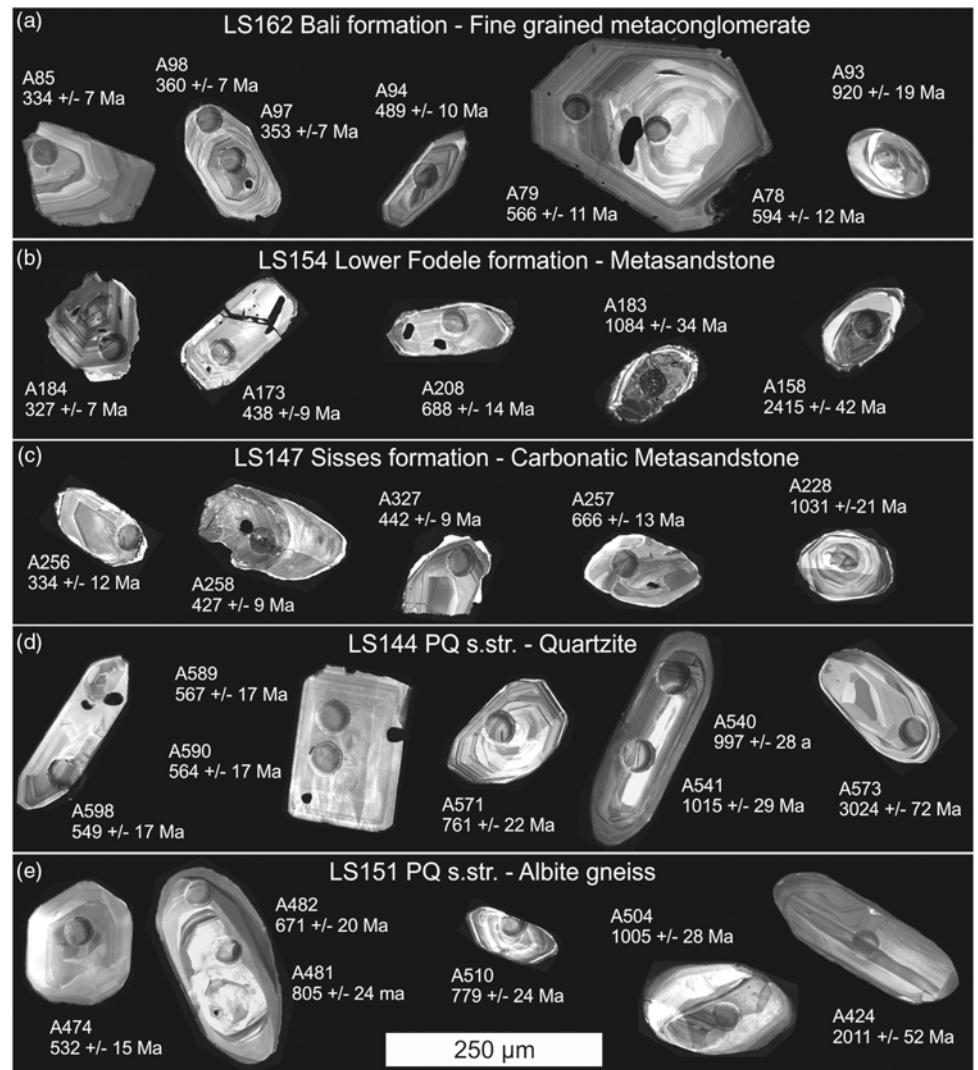 (a)
LS162 Bali formation - Fine grained metaconglomerate
A85
334 +/- 7 Ma
A98
360 +/- 7 Ma
A97
353 +/-7 Ma
A94
489 +/- 10 Ma
A79
566 +/- 11 Ma
A78
594 +/- 12 Ma
A93
920 +/- 19 Ma
(b)
LS154 Lower Fodele formation - Metasandstone
A184
327 +/- 7 Ma
A173
438 +/-9 Ma
A208
688 +/- 14 Ma
A183
1084 +/- 34 Ma
A158
2415 +/- 42 Ma
(c)
LS147 Sisses formation - Carbonatic Metasandstone
A256
334 +/- 12 Ma
A258
427 +/- 9 Ma
A327
442 +/- 9 Ma
A257
666 +/- 13 Ma
A228
1031 +/-21 Ma
(d)
LS144 PQ s.str. - Quartzite
A598
549 +/- 17 Ma
A589
567 +/- 17 Ma
A590
564 +/- 17 Ma
A571
761 +/- 22 Ma
A540
997 +/- 28 a
A541
1015 +/- 29 Ma
A573
3024 +/- 72 Ma
(e)
LS151 PQ s.str. - Albite gneiss
A474
532 +/- 15 Ma
A482
671 +/- 20 Ma
A481
805 +/- 24 ma
A510
779 +/- 24 Ma
A504
1005 +/- 28 Ma
A424
2011 +/- 52 Ma
250 µm